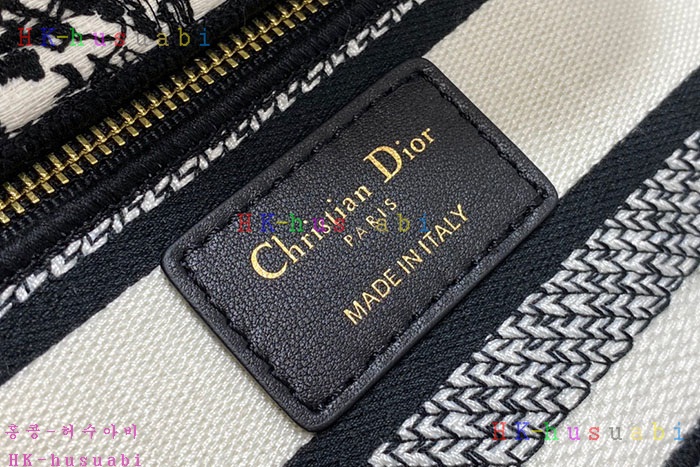 HK-husuabi
Christian Dior
PARIS
HK-husuabi
MADE IN ITALY
홍콩-허수아비
HK-husuabi
HK-husuabi